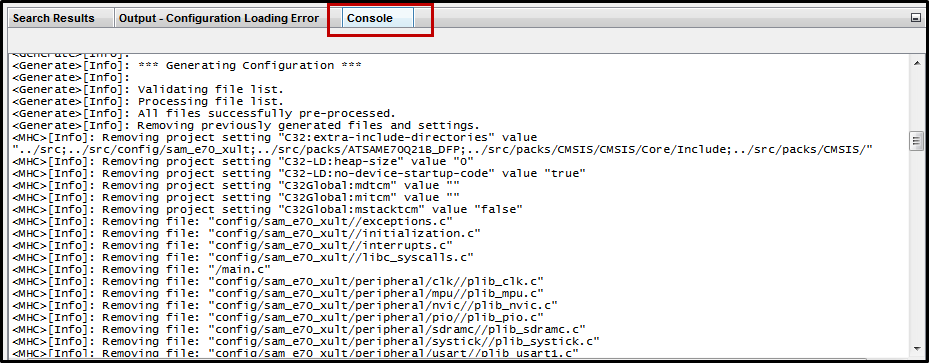 Search Results
Output - Configuration Loading Error
Console
<Generate>[Info]:
<Generate>[Info]: *** Generating Configuration ***
<Generate>[Info]:
<Generate>[Info]: Validating file list.
<Generate>[Info]: Processing file list.
<Generate>[Info]: All files successfully pre-processed.
<Generate>[Info]: Removing previously generated files and settings.
<MHC>[Info]: Removing project setting "C32:extra-include-directories" value
"../src;../src/config/sam_e70_xult;../src/packs/ATSAME70Q21B_DFP;../src/packs/CMSIS/CMSIS/Core/Include;../src/packs/CMSIS/"
<MHC>[Info]: Removing project setting "C32-LD:heap-size" value "0"
<MHC>[Info]: Removing project setting "C32-LD:no-device-startup-code" value "true"
<MHC>[Info]: Removing project setting "C32Global:mdtcm" value ""
<MHC>[Info]: Removing project setting "C32Global:mitcm" value ""
<MHC>[Info]: Removing project setting "C32Global:mstacktcm" value "false"
<MHC>[Info]: Removing file: "config/sam_e70_xult//exceptions.c"
<MHC>[Info]: Removing file: "config/sam_e70_xult//initialization.c"
<MHC>[Info]: Removing file: "config/sam_e70_xult//interrupts.c"
<MHC>[Info]: Removing file: "config/sam_e70_xult//libc_syscalls.c"
<MHC>[Info]: Removing file: "/main.c"
<MHC>[Info]: Removing file: "config/sam_e70_xult/peripheral/clk//plib_clk.c"
<MHC>[Info]: Removing file: "config/sam_e70_xult/peripheral/mpu//plib_mpu.c"
<MHC>[Info]: Removing file: "config/sam_e70_xult/peripheral/nvic//plib_nvic.c"
<MHC>[Info]: Removing file: "config/sam_e70_xult/peripheral/pio//plib_pio.c"
<MHC>[Info]: Removing file: "config/sam_e70_xult/peripheral/sdramc//plib_sdramc.c"
<MHC>[Info]: Removing file: "config/sam_e70_xult/peripheral/systick//plib_systick.c"
<MHC>[Info]: Removing file: "config/sam_e70_xult/peripheral/usart//plib_usart1.c"